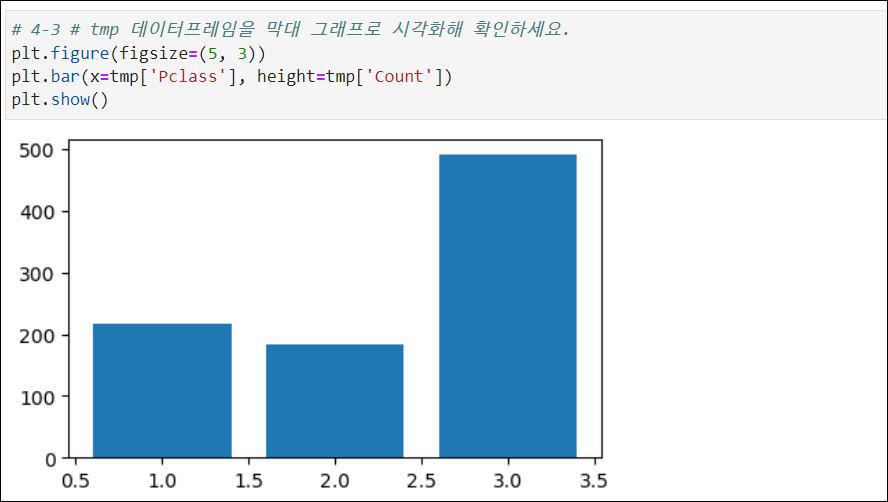 # 4-3 # tmp 데이터프레임을 막대 그래프로 시각화해 확인하세요.
plt.figure(figsize=(5, 3))
plt.bar(x=tmp['Pclass'], height=tmp['Count'])
plt.show()
500
400
300
200
100
0
0.5 1.0 1.5 2.0 2.5 3.0 3.5